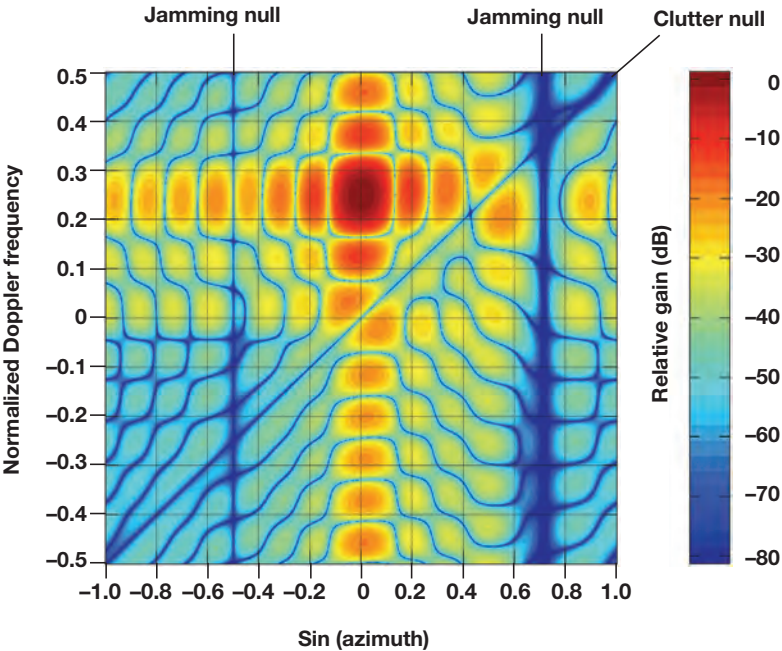 Jamming null
Jamming null
Clutter null
0.5
0.4
0.3
0.2
0.1
0
–0.1
–0.2
–0.3
–0.4
–0.5
Normalized Doppler frequency
–1.0 –0.8 –0.6 –0.4 –0.2 0 0.2 0.4 0.6 0.8 1.0
Sin (azimuth)
Relative gain (dB)
0
–10
–20
–30
40
–50
–60
–70
–80